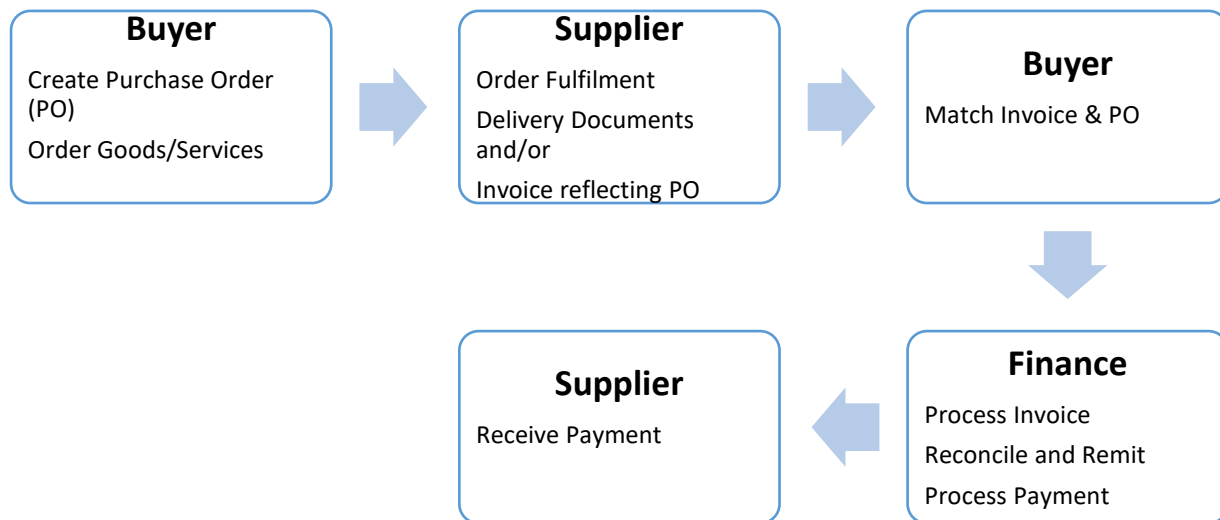 Buyer
Create Purchase Order
(PO)
Order Goods/Services
Supplier
Order Fulfilment
Delivery Documents
and/or
Invoice reflecting PO
Buyer
Match Invoice & PO
Finance
Process Invoice
Reconcile and Remit
Process Payment
Supplier
Receive Payment